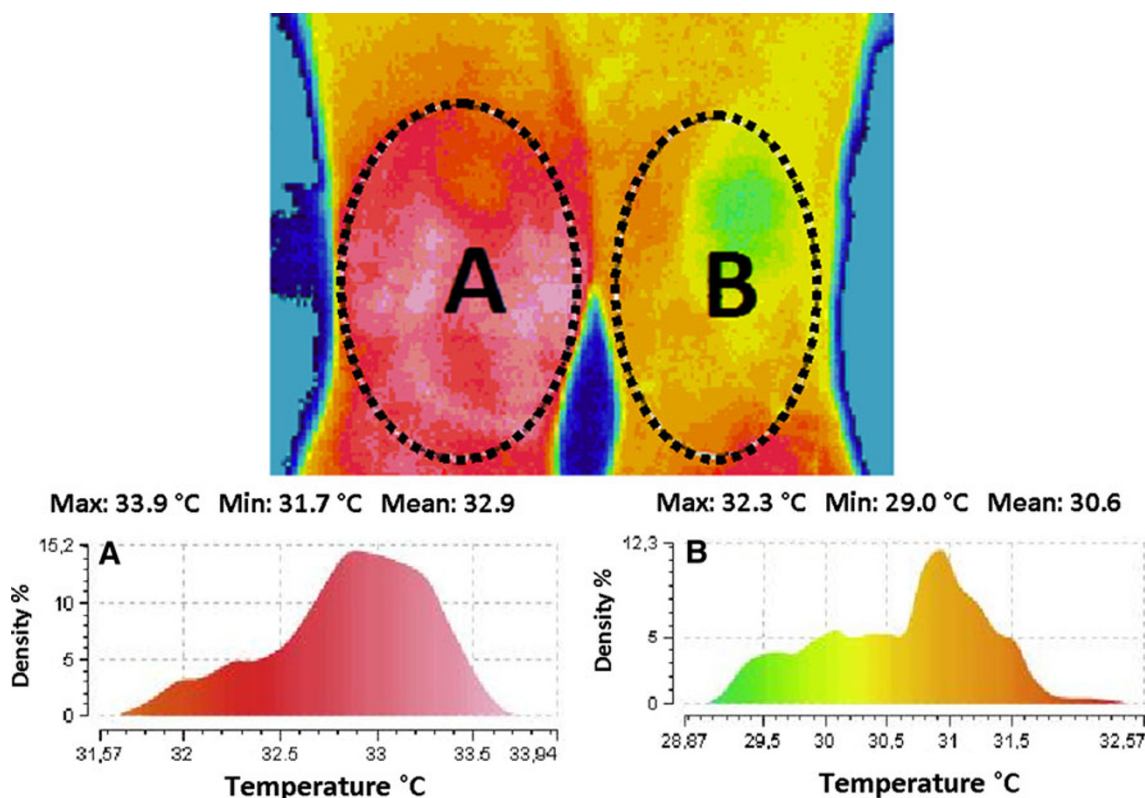 A
B
Max: 33.9 °C Min: 31.7 °C Mean: 32.9
Max: 32.3 °C Min: 29.0 °C Mean: 30.6
A
15,2
10
5
0
Density %
31,57 32 32.5 33 33.5 33,94
Temperature °C
B
12,3
5
0
Density %
28,87 29.5 30 30.5 31 31.5 32,57
Temperature °C